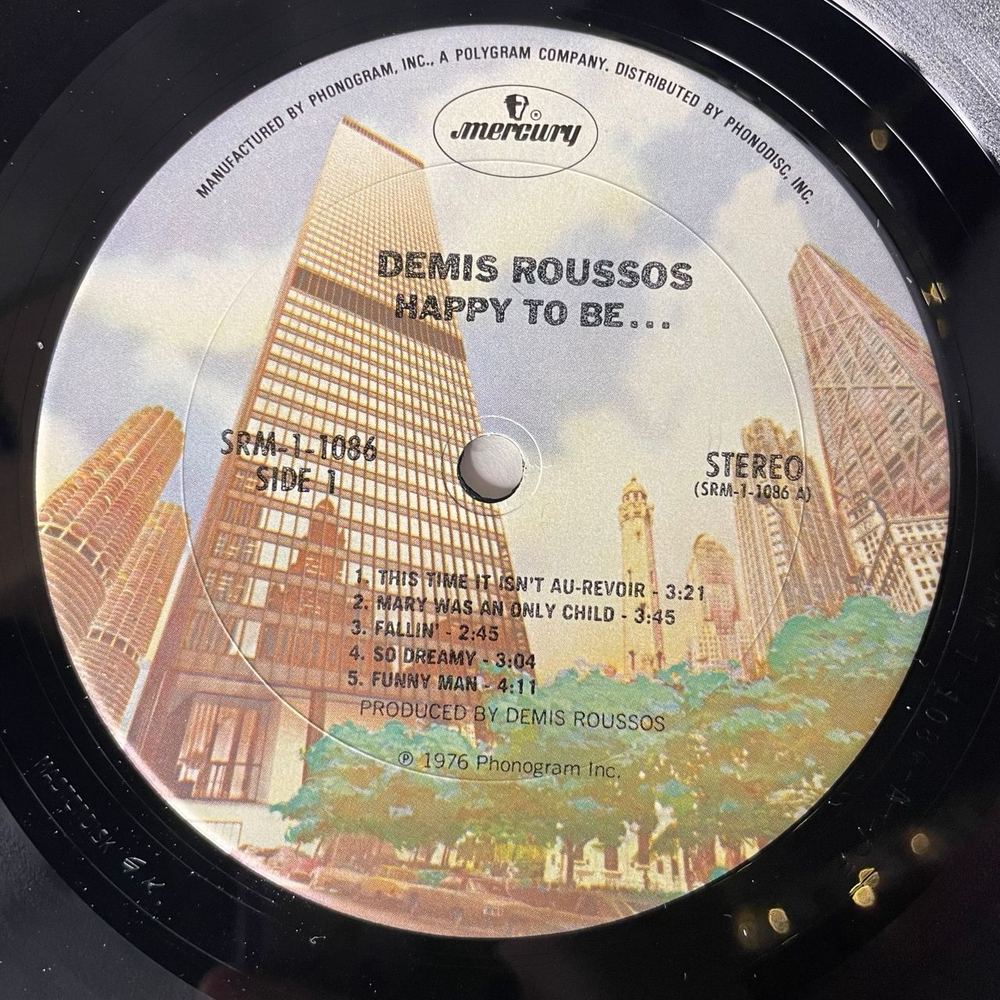 MANUFACTURED BY PHONOGRAM, INC., A POLYGRAM COMPANY. DISTRIBUTED BY PHONODISC, INC.
mercury ®
DEMIS ROUSSOS
HAPPY TO BE...
SRM-1-1086
SIDE 1
STEREO
(SRM-1-1086 A)
1. THIS TIME IT ISN'T AU-REVOIR - 3:21
2. MARY WAS AN ONLY CHILD - 3:45
3. FALLIN' - 2:45
4. SO DREAMY - 3:04
5. FUNNY MAN - 4:11
PRODUCED BY DEMIS ROUSSOS
℗ 1976 Phonogram Inc.
G.K.